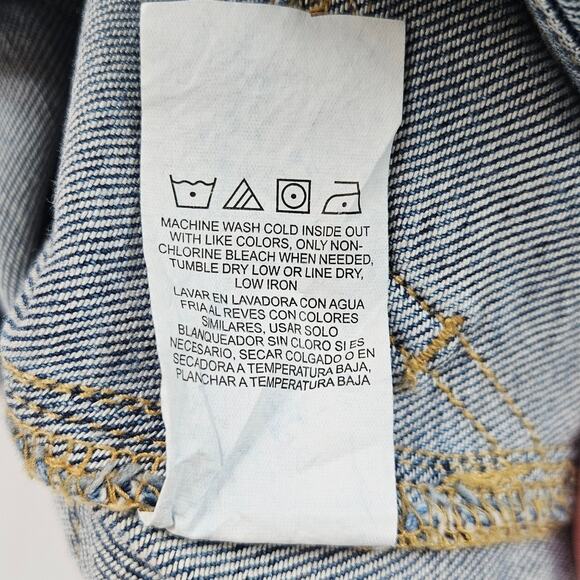 MACHINE WASH COLD INSIDE OUT
WITH LIKE COLORS, ONLY NON-
CHLORINE BLEACH WHEN NEEDED,
TUMBLE DRY LOW OR LINE DRY,
LOW IRON
LAVAR EN LAVADORA CON AGUA
FRIA AL REVES CON COLORES
SIMILARES, USAR SOLO
BLANQUEADOR SIN CLORO SI ES
NECESARIO, SECAR COLGADO O EN
SECADORA A TEMPERATURA BAJA,
PLANCHAR A TEMPERATURA BAJA